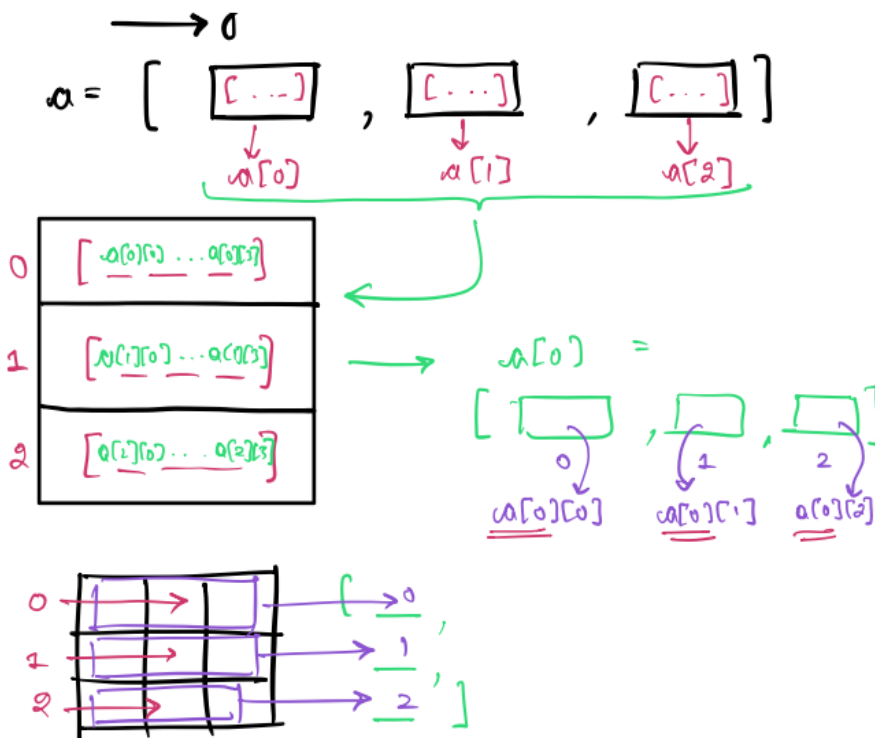 0
a = [ [...] , [...] , [...] ]
a[0] a[1] a[2]
0 [ a[0][0] ... a[0][3] ]
1 [ a[1][0] ... a[1][3] ]
2 [ a[2][0] ... a[2][3] ]
a[0] =
[ , , ]
0 1 2
a[0][0] a[0][1] a[0][2]
0 [ 0 ,
1 1 ,
2 2 ]